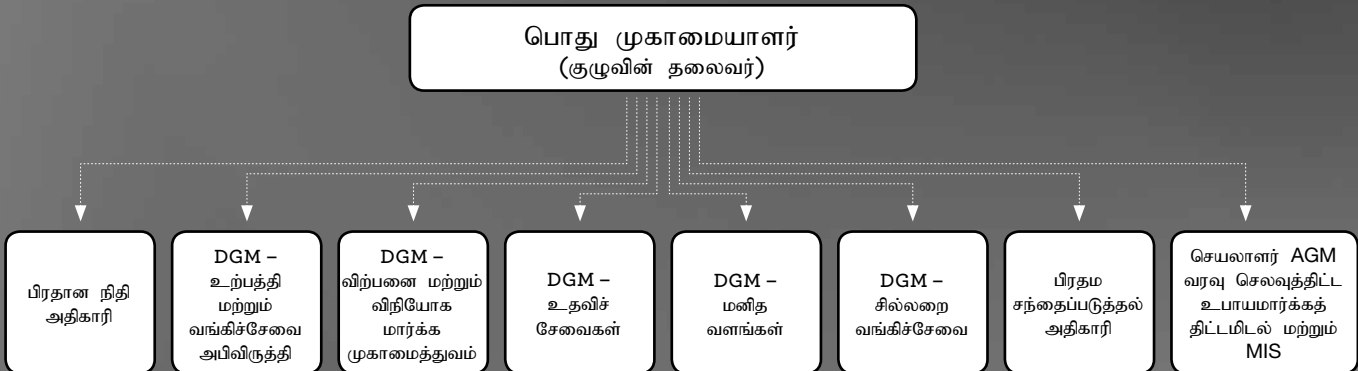 பொது முகாமையாளர்
(குழுவின் தலைவர்)
பிரதான நிதி
அதிகாரி
DGM –
உற்பத்தி
மற்றும்
வங்கிச்சேவை
அபிவிருத்தி
DGM –
விற்பனை மற்றும்
விநியோக
மார்க்க
முகாமைத்துவம்
DGM –
உதவிச்
சேவைகள்
DGM –
மனித
வளங்கள்
DGM –
சில்லறை
வங்கிச்சேவை
பிரதம
சந்தைப்படுத்தல்
அதிகாரி
செயலாளர் AGM
வரவு செலவுத்திட்ட
உபாயமார்க்கத்
திட்டமிடல் மற்றும்
MIS